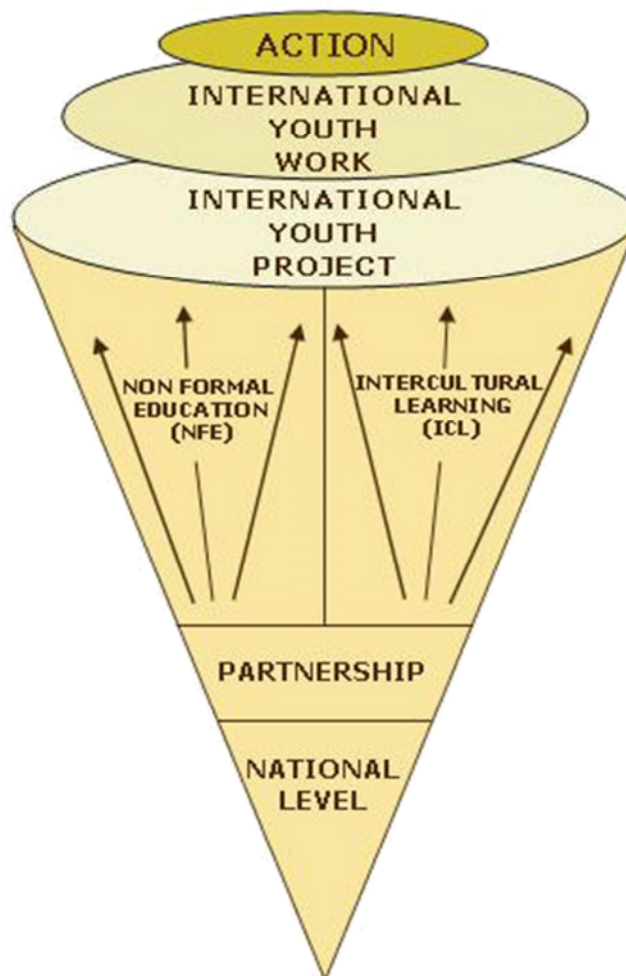 ACTION
INTERNATIONAL
YOUTH
WORK
INTERNATIONAL
YOUTH
PROJECT
NON FORMAL
EDUCATION
(NFE)
INTERCULTURAL
LEARNING
(ICL)
PARTNERSHIP
NATIONAL
LEVEL